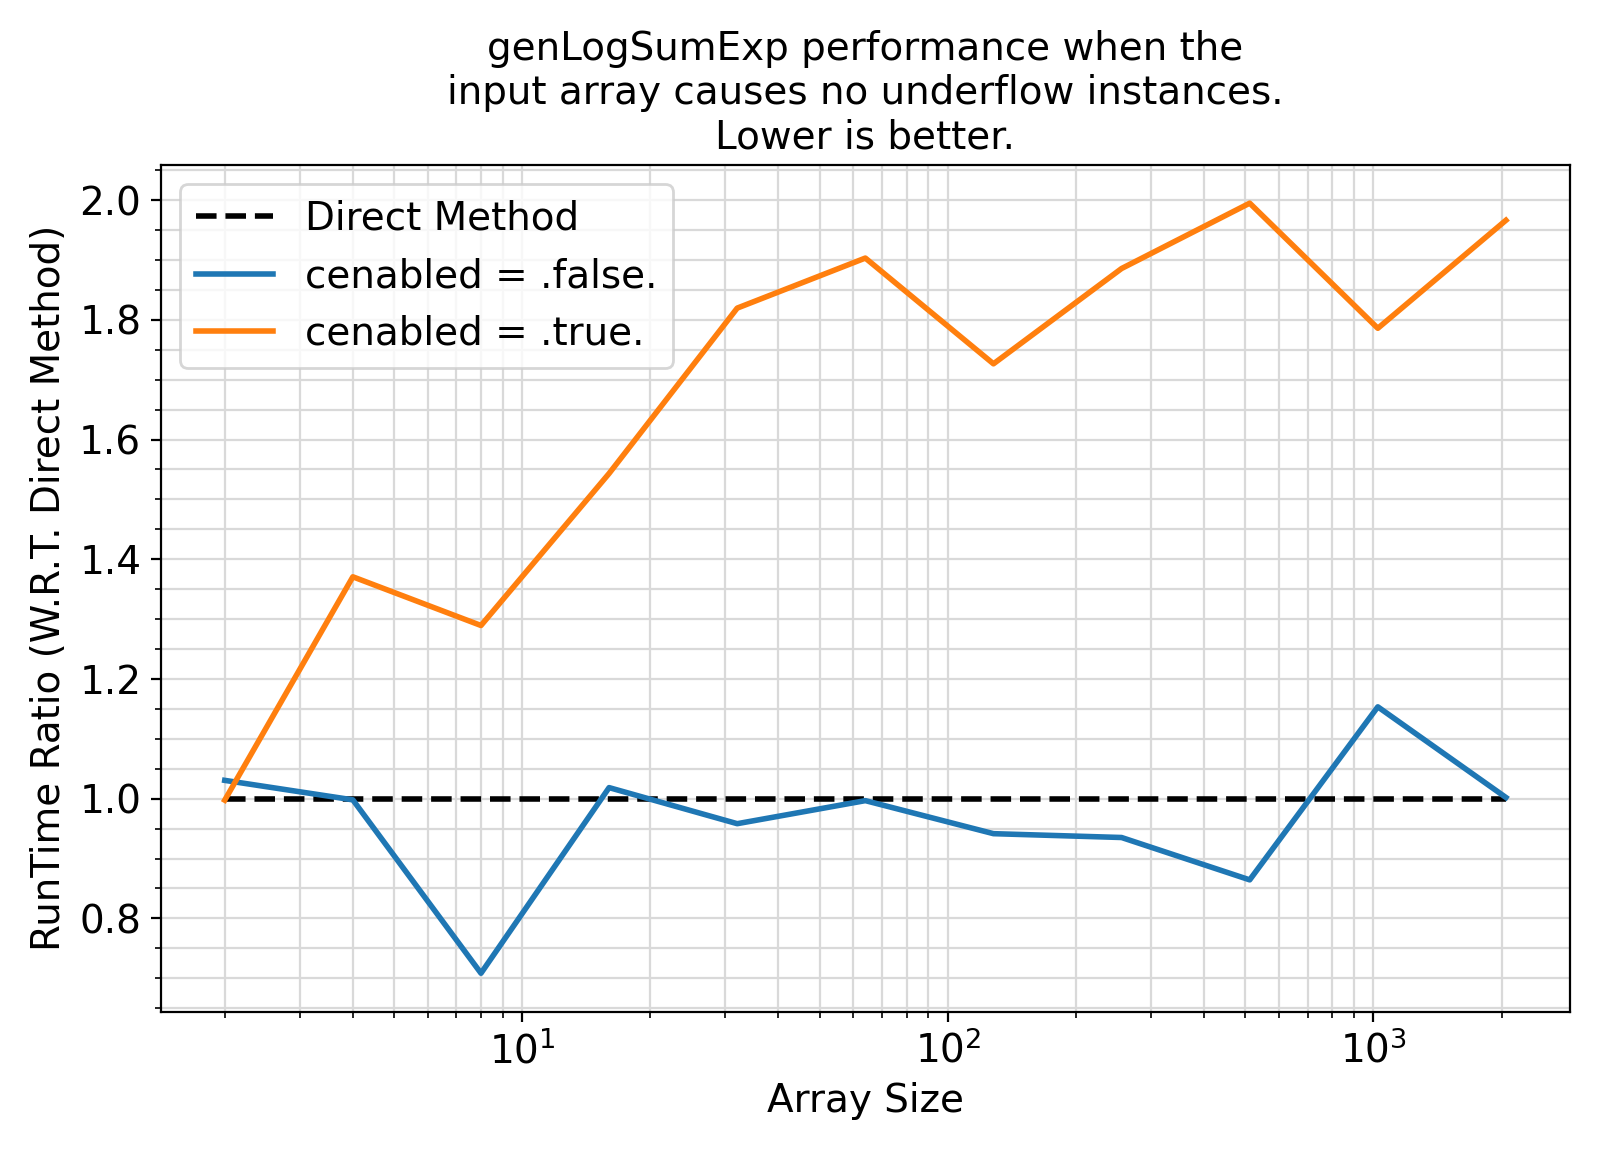 genLogSumExp performance when the
input array causes no underflow instances.
Lower is better.
Direct Method
cenabled = .false.
cenabled = .true.
RunTime Ratio (W.R.T. Direct Method)
2.0
1.8
1.6
1.4
1.2
1.0
0.8
10¹
10²
10³
Array Size